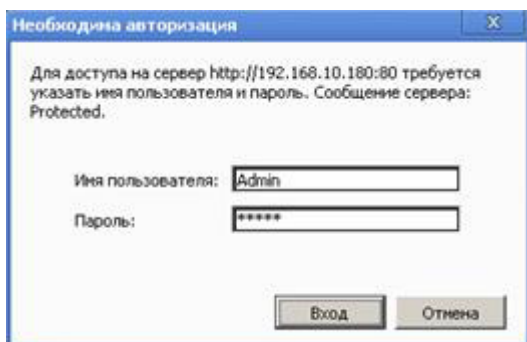 Необходима авторизация
Для доступа на сервер http://192.168.10.180:80 требуется
указать имя пользователя и пароль. Сообщение сервера:
Protected.
Имя пользователя: Admin
Пароль: *****
Вход Отмена